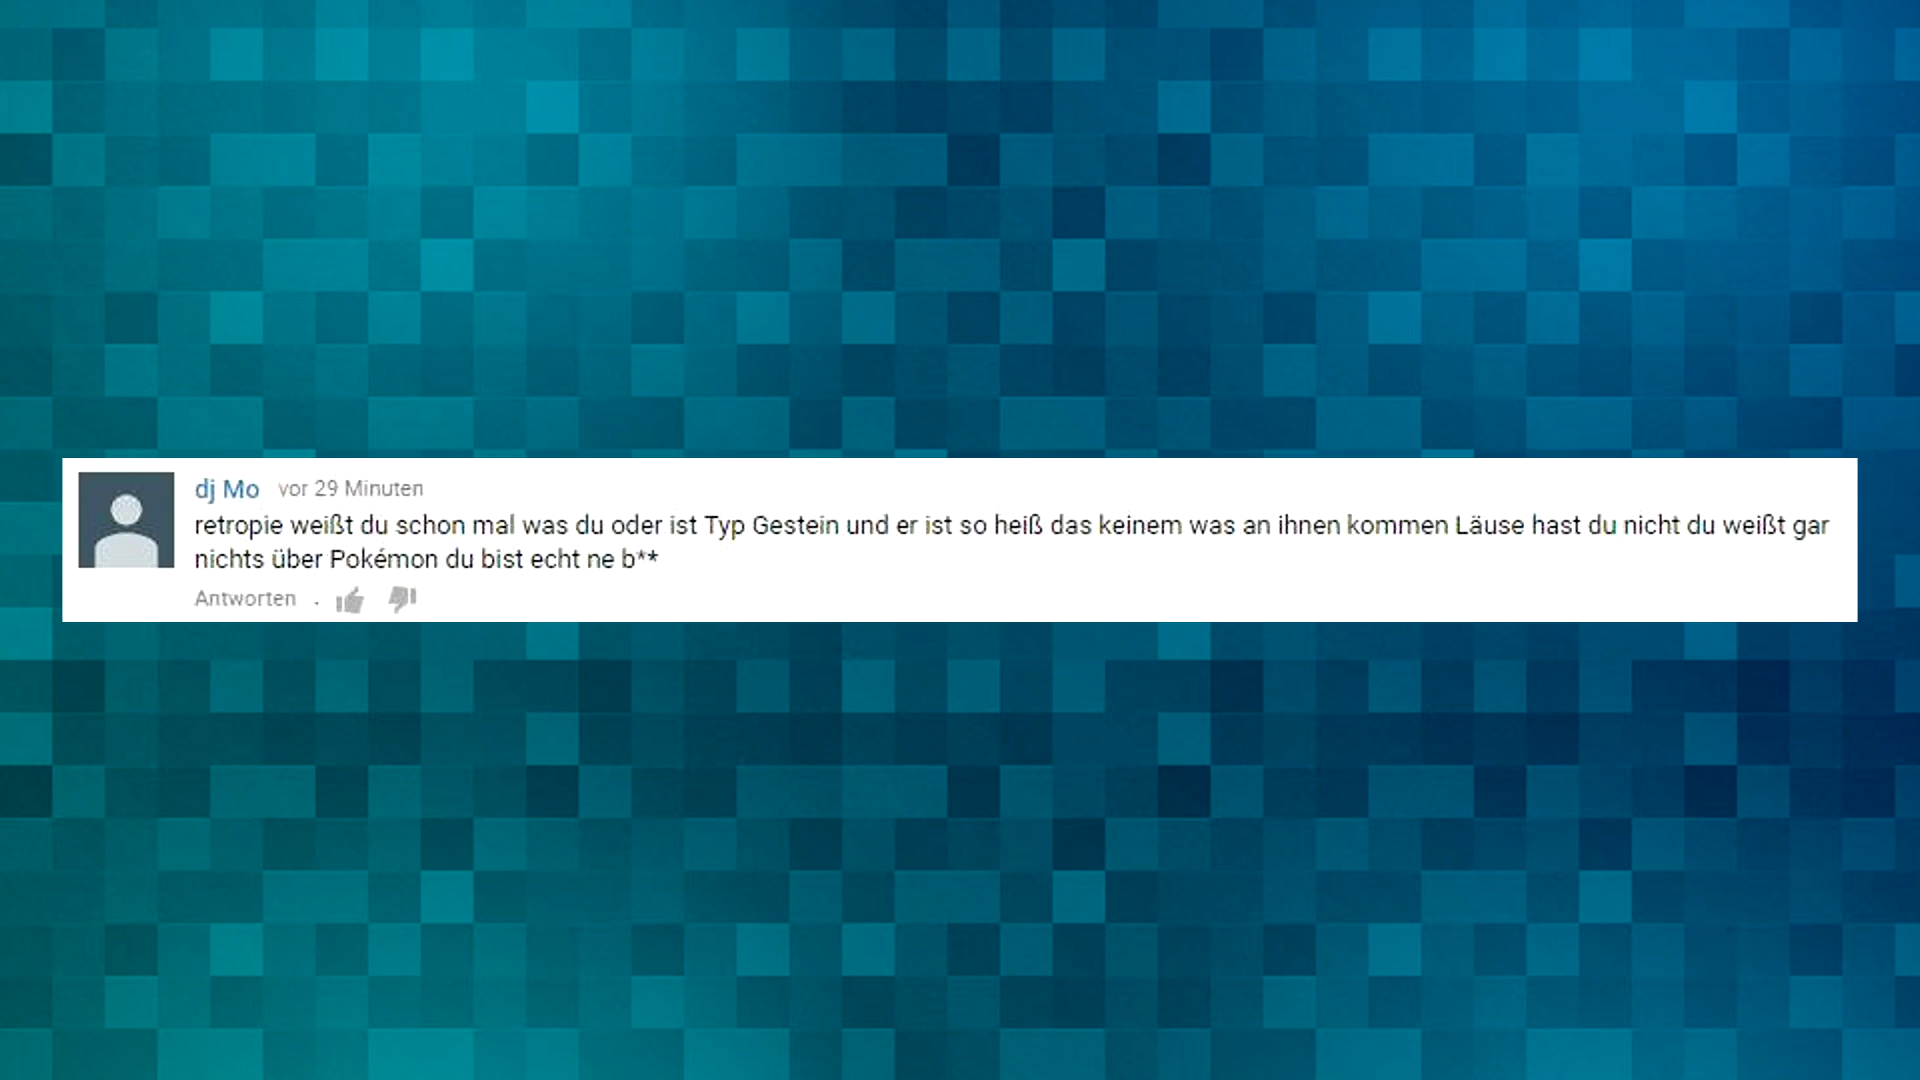 dj Mo vor 29 Minuten
retropie weißt du schon mal was du oder ist Typ Gestein und er ist so heiß das keinem was an ihnen kommen Läuse hast du nicht du weißt gar
nichts über Pokémon du bist echt ne b**
Antworten .